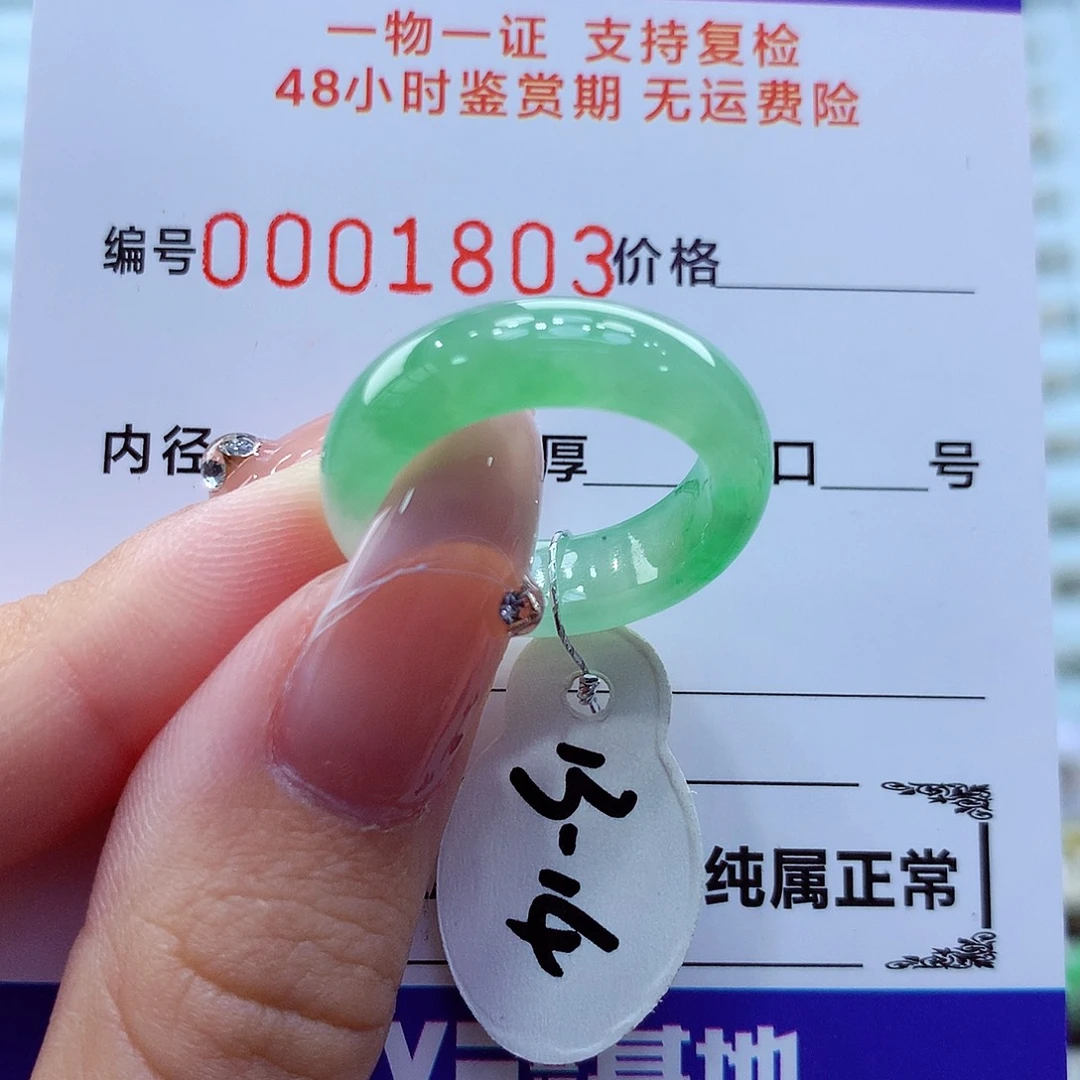 一物一证 支持复检
48小时鉴赏期 无运费险
编号0001803价格
内径 厚 口 号
纯属正常
基地